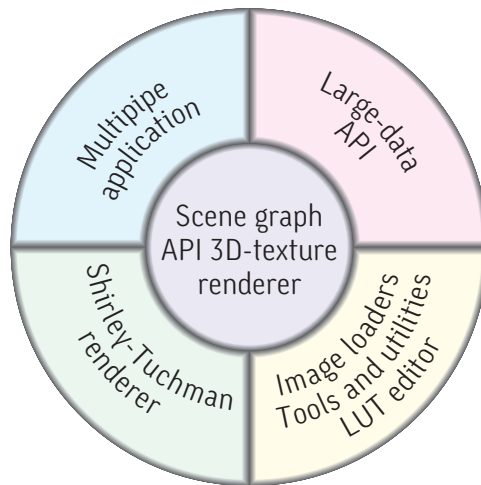 Multipipe
application
Large-data
API
Scene graph
API 3D-texture
renderer
Shirley-Tuchman
renderer
Image loaders
Tools and utilities
LUT editor